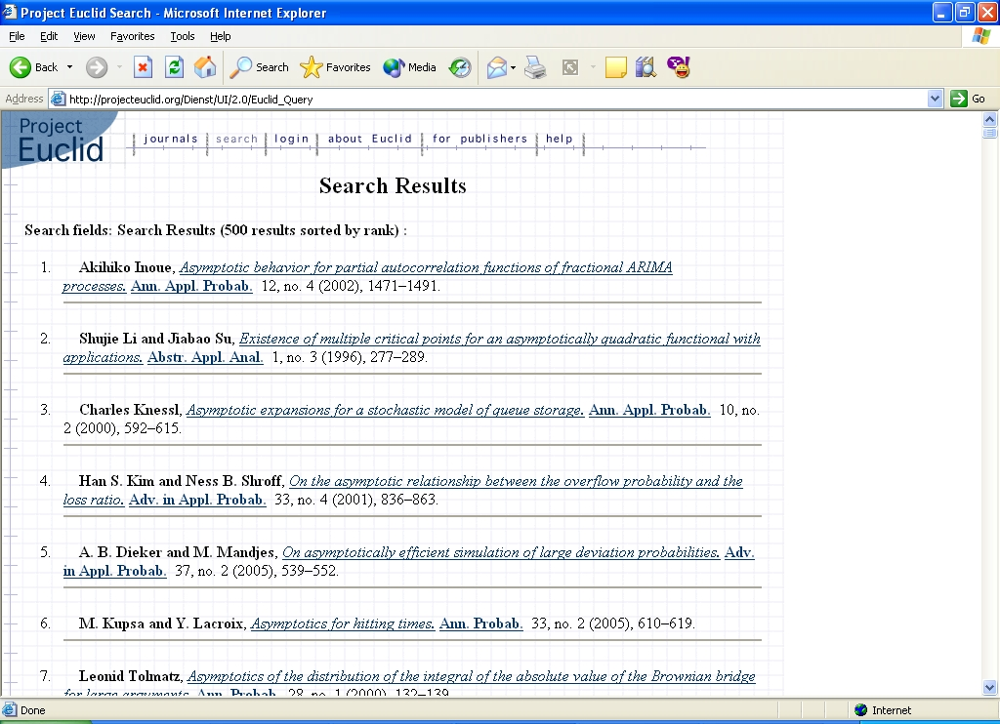 Project Euclid Search - Microsoft Internet Explorer
File Edit View Favorites Tools Help
Back Search Favorites Media
Address http://projecteuclid.org/Dienst/UI/2.0/Euclid_Query Go
Project
Euclid
journals search login about Euclid for publishers help
Search Results
Search fields: Search Results (500 results sorted by rank) :
1. Akihiko Inoue, Asymptotic behavior for partial autocorrelation functions of fractional ARIMA
processes. Ann. Appl. Probab. 12, no. 4 (2002), 1471–1491.
2. Shujie Li and Jiabao Su, Existence of multiple critical points for an asymptotically quadratic functional with
applications. Abstr. Appl. Anal. 1, no. 3 (1996), 277–289.
3. Charles Knessl, Asymptotic expansions for a stochastic model of queue storage. Ann. Appl. Probab. 10, no.
2 (2000), 592–615.
4. Han S. Kim and Ness B. Shroff, On the asymptotic relationship between the overflow probability and the
loss ratio. Adv. in Appl. Probab. 33, no. 4 (2001), 836–863.
5. A. B. Dieker and M. Mandjes, On asymptotically efficient simulation of large deviation probabilities. Adv.
in Appl. Probab. 37, no. 2 (2005), 539–552.
6. M. Kupsa and Y. Lacroix, Asymptotics for hitting times. Ann. Probab. 33, no. 2 (2005), 610–619.
7. Leonid Tolmatz, Asymptotics of the distribution of the integral of the absolute value of the Brownian bridge
for large arguments. Ann. Probab. 28, no. 1 (2000), 132–139.
Done Internet